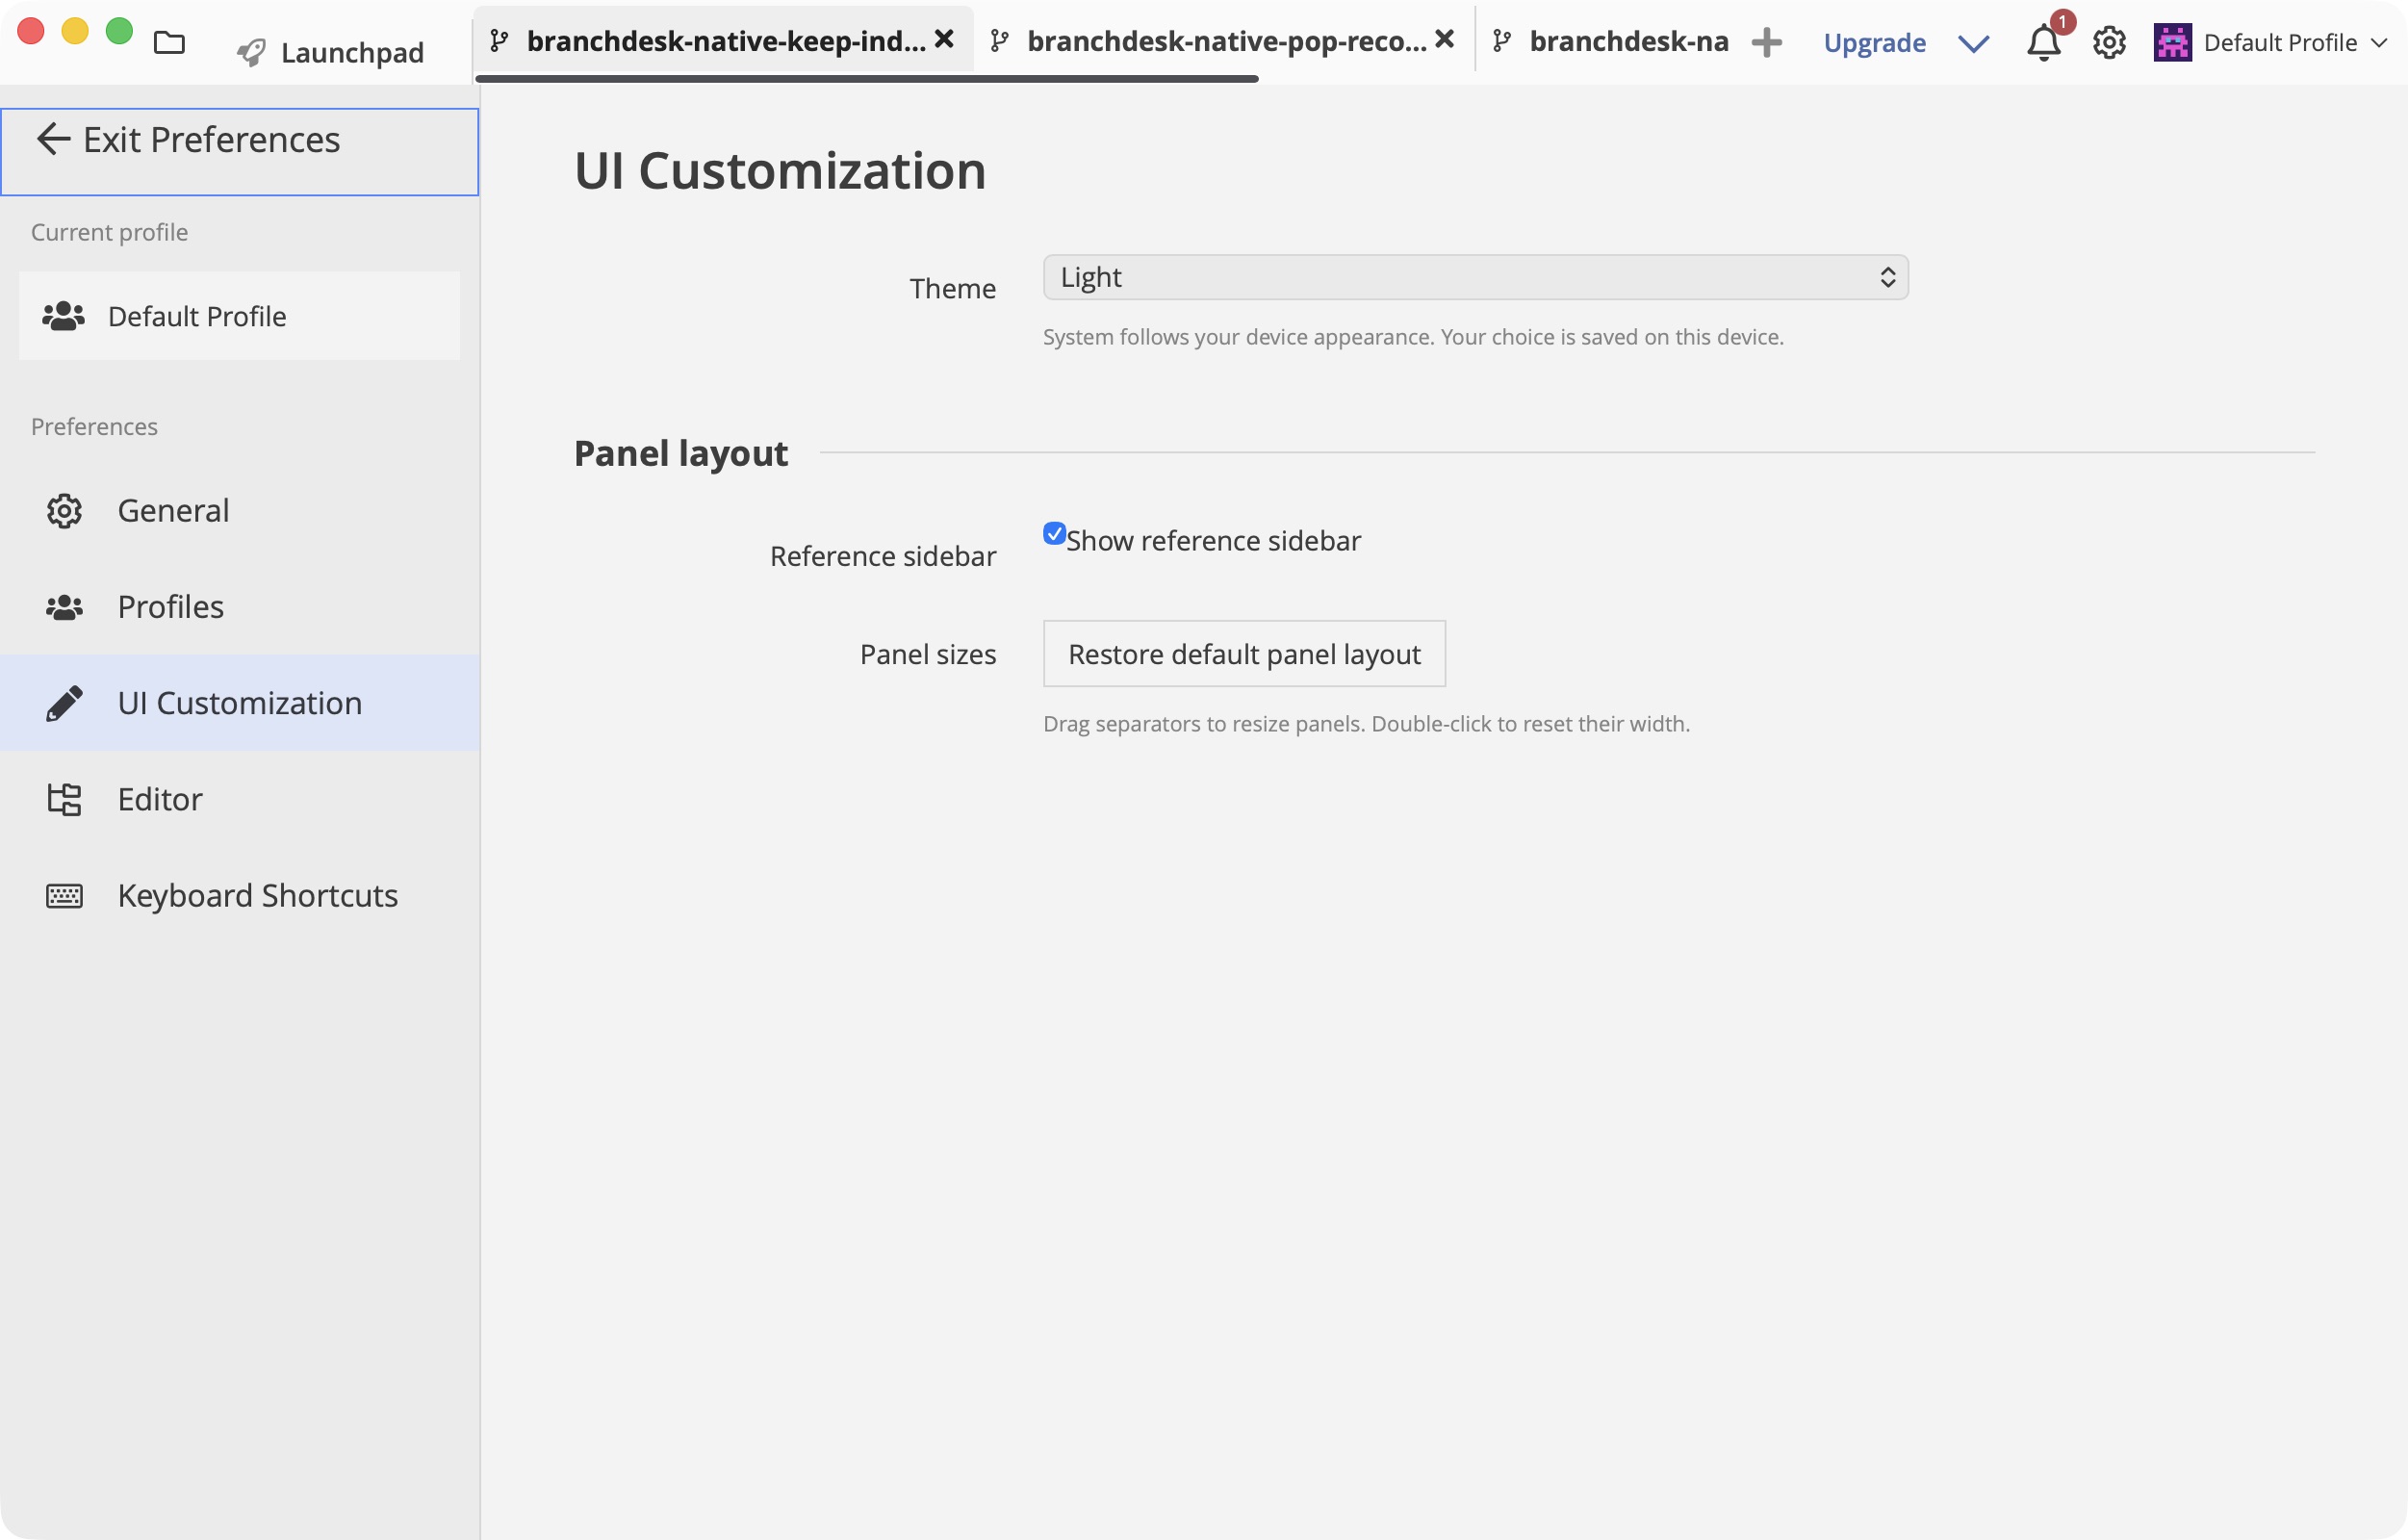 Launchpad
branchdesk-native-keep-ind...
branchdesk-native-pop-reco...
branchdesk-na
Upgrade
1
Default Profile
Exit Preferences
Current profile
Default Profile
Preferences
General
Profiles
UI Customization
Editor
Keyboard Shortcuts
UI Customization
Theme
Light
System follows your device appearance. Your choice is saved on this device.
Panel layout
Reference sidebar
Show reference sidebar
Panel sizes
Restore default panel layout
Drag separators to resize panels. Double-click to reset their width.